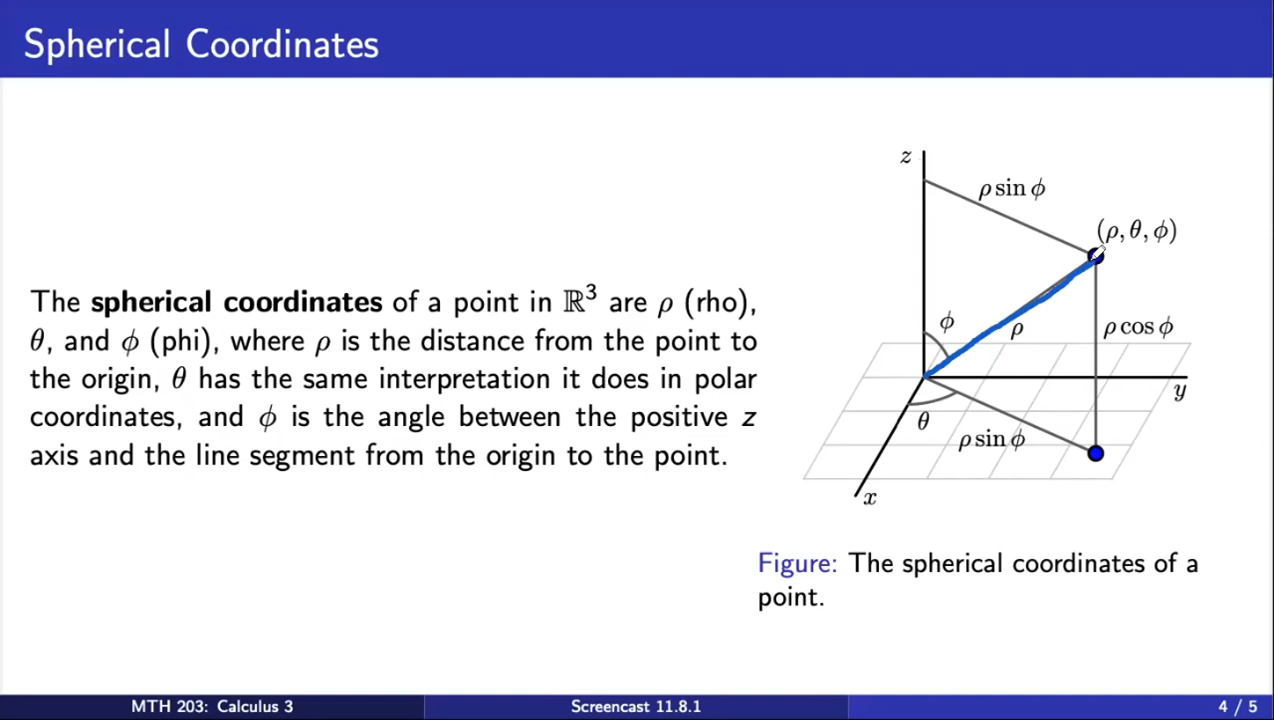 Spherical Coordinates
The spherical coordinates of a point in ℝ³ are ρ (rho),
θ, and ϕ (phi), where ρ is the distance from the point to
the origin, θ has the same interpretation it does in polar
coordinates, and ϕ is the angle between the positive z
axis and the line segment from the origin to the point.
z
ρ sin ϕ
(ρ, θ, ϕ)
ϕ
ρ
ρ cos ϕ
y
θ
ρ sin ϕ
x
Figure: The spherical coordinates of a
point.
MTH 203: Calculus 3
Screencast 11.8.1
4 / 5